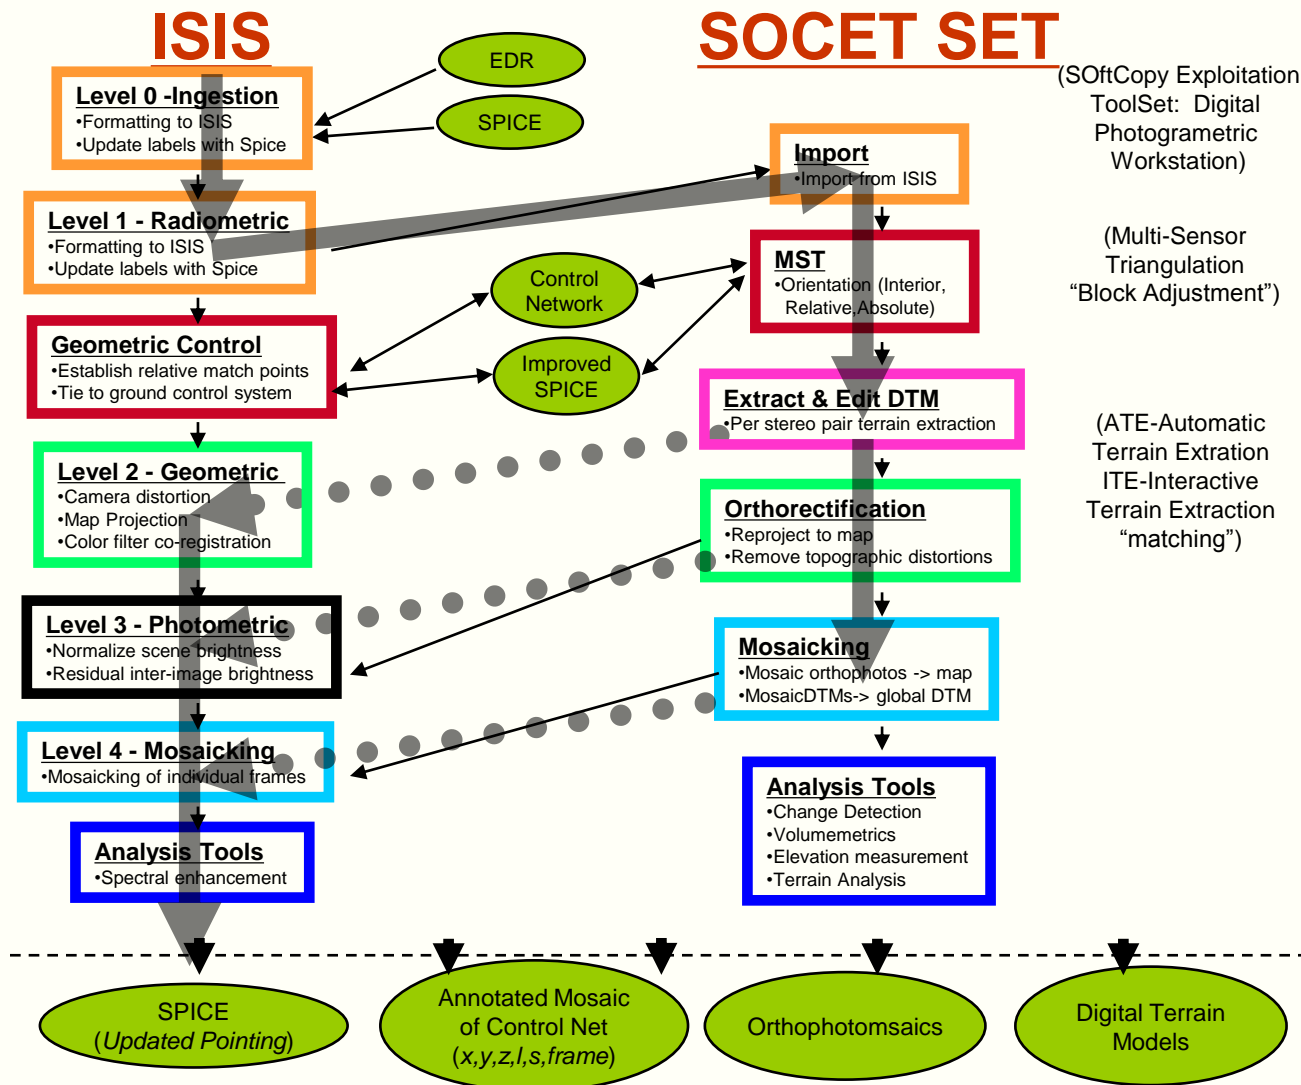 ISIS
EDR
SPICE
Level 0 -Ingestion
•Formatting to ISIS
•Update labels with Spice
Level 1 - Radiometric
•Formatting to ISIS
•Update labels with Spice
Geometric Control
•Establish relative match points
•Tie to ground control system
Control
Network
Improved
SPICE
Level 2 - Geometric
•Camera distortion
•Map Projection
•Color filter co-registration
Level 3 - Photometric
•Normalize scene brightness
•Residual inter-image brightness
Level 4 - Mosaicking
•Mosaicking of individual frames
Analysis Tools
•Spectral enhancement
SOCET SET
(SOftCopy Exploitation
ToolSet: Digital
Photogrametric
Workstation)
Import
•Import from ISIS
MST
•Orientation (Interior,
Relative,Absolute)
(Multi-Sensor
Triangulation
“Block Adjustment”)
Extract & Edit DTM
•Per stereo pair terrain extraction
(ATE-Automatic
Terrain Extration
ITE-Interactive
Terrain Extraction
“matching”)
Orthorectification
•Reproject to map
•Remove topographic distortions
Mosaicking
•Mosaic orthophotos -> map
•MosaicDTMs-> global DTM
Analysis Tools
•Change Detection
•Volumemetrics
•Elevation measurement
•Terrain Analysis
SPICE
(Updated Pointing)
Annotated Mosaic
of Control Net
(x,y,z,l,s,frame)
Orthophotomsaics
Digital Terrain
Models